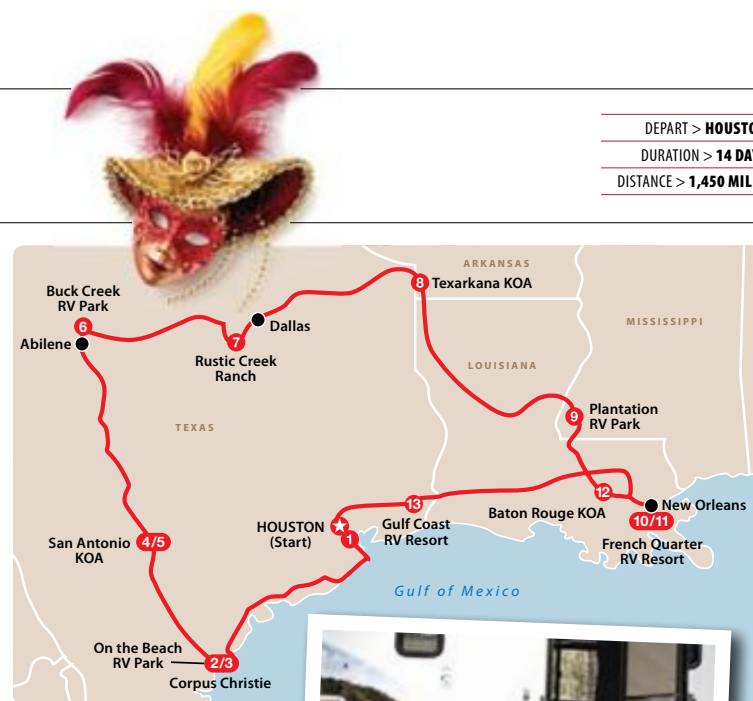 DEPART > HOUSTO
DURATION > 14 DA
DISTANCE > 1,450 MIL
ARKANSAS
8 Texarkana KOA
Buck Creek
RV Park
6
Abilene
Dallas
7
Rustic Creek
Ranch
MISSISSIPPI
LOUISIANA
TEXAS
9
Plantation
RV Park
HOUSTON
(Start)
1
13
Gulf Coast
RV Resort
12
Baton Rouge KOA
New Orleans
10/11
French Quarter
RV Resort
San Antonio
KOA
4/5
Gulf of Mexico
On the Beach
RV Park
2/3
Corpus Christie